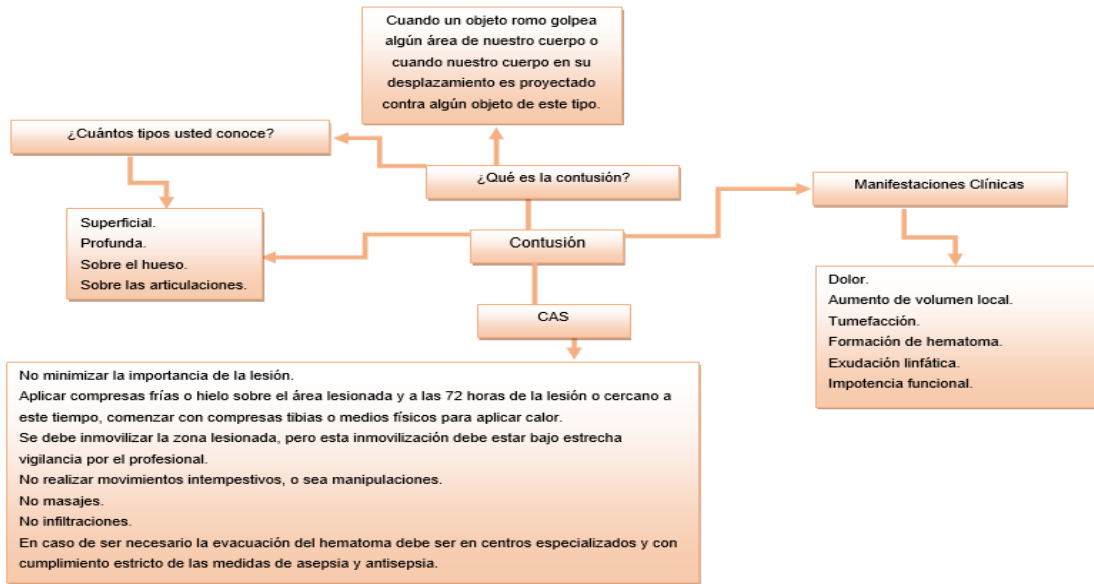 Cuando un objeto romo golpea
algún área de nuestro cuerpo o
cuando nuestro cuerpo en su
desplazamiento es proyectado
contra algún objeto de este tipo.
¿Cuántos tipos usted conoce?
¿Qué es la contusión?
Manifestaciones Clínicas
Superficial.
Profunda.
Sobre el hueso.
Sobre las articulaciones.
Contusión
Dolor.
Aumento de volumen local.
Tumefacción.
Formación de hematoma.
Exudación linfática.
Impotencia funcional.
CAS
No minimizar la importancia de la lesión.
Aplicar compresas frías o hielo sobre el área lesionada y a las 72 horas de la lesión o cercano a
este tiempo, comenzar con compresas tibias o medios físicos para aplicar calor.
Se debe inmovilizar la zona lesionada, pero esta inmovilización debe estar bajo estrecha
vigilancia por el profesional.
No realizar movimientos intempestivos, o sea manipulaciones.
No masajes.
No infiltraciones.
En caso de ser necesario la evacuación del hematoma debe ser en centros especializados y con
cumplimiento estricto de las medidas de asepsia y antisepsia.